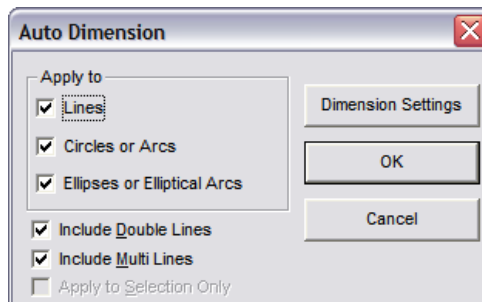 Auto Dimension
Apply to
Lines
Circles or Arcs
Ellipses or Elliptical Arcs
Include Double Lines
Include Multi Lines
Apply to Selection Only
Dimension Settings
OK
Cancel